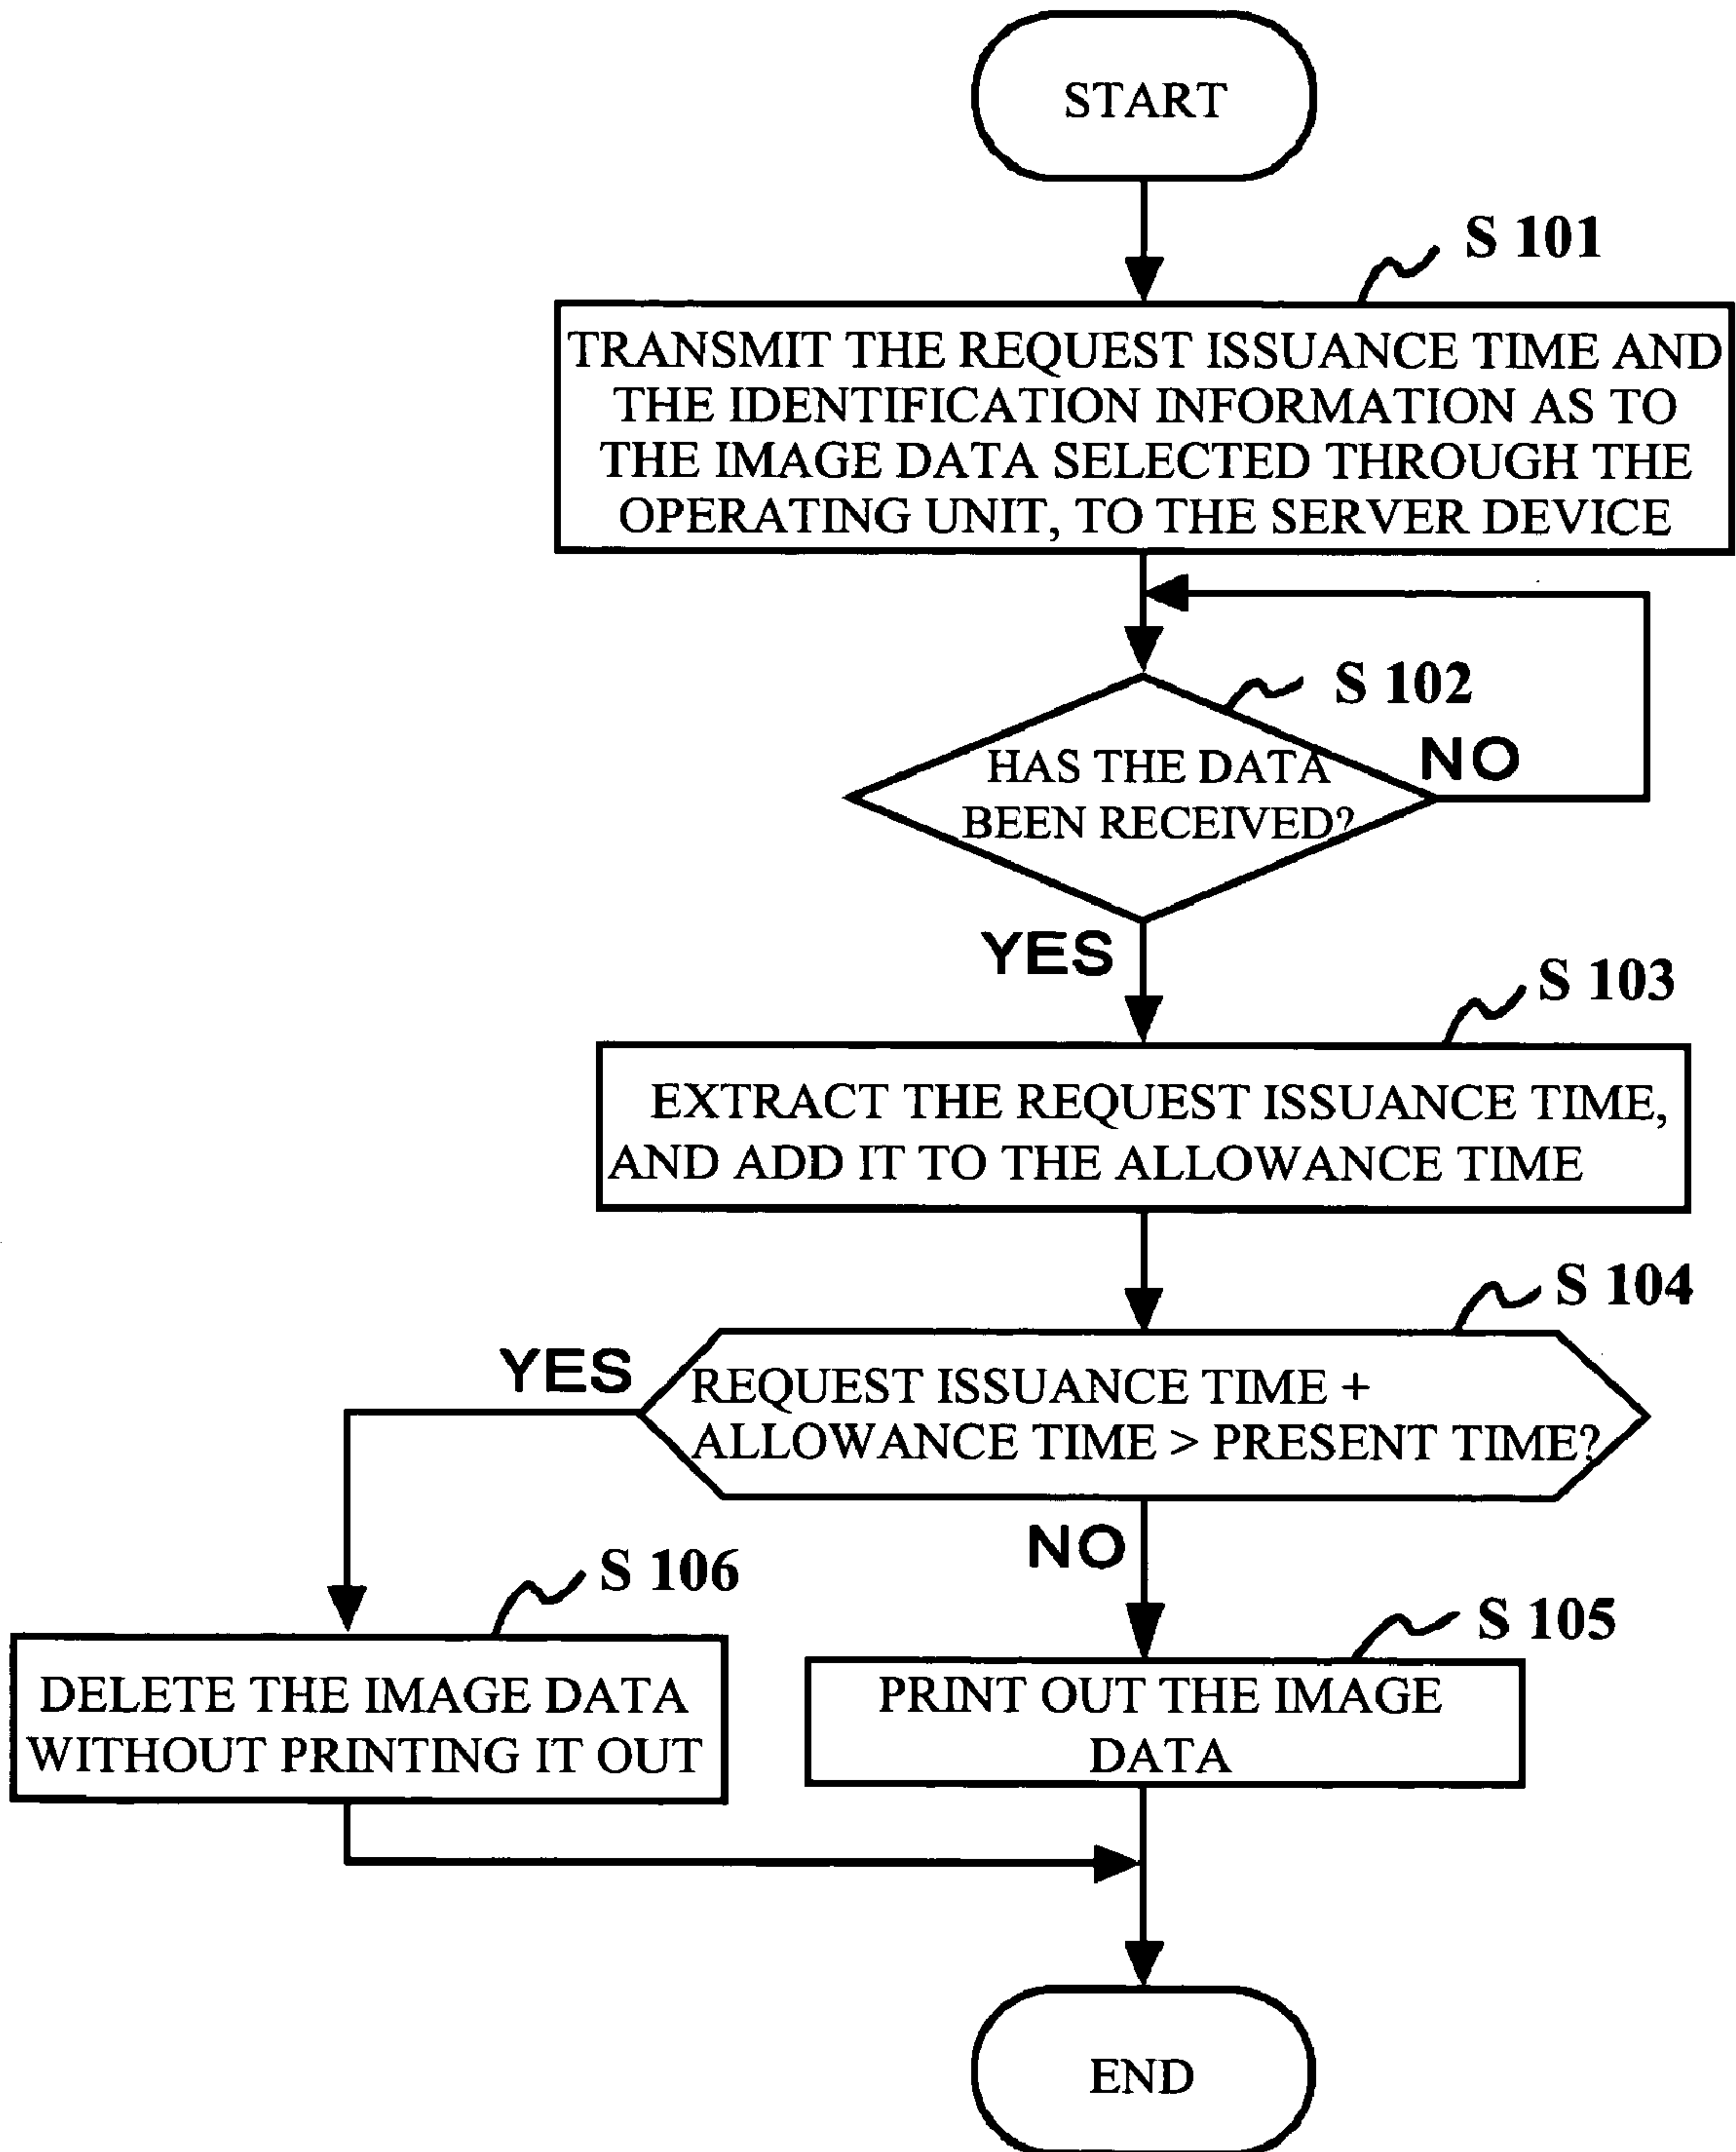 START
S 101
TRANSMIT THE REQUEST ISSUANCE TIME AND
THE IDENTIFICATION INFORMATION AS TO
THE IMAGE DATA SELECTED THROUGH THE
OPERATING UNIT, TO THE SERVER DEVICE
S 102
HAS THE DATA
BEEN RECEIVED?
NO
YES
S 103
EXTRACT THE REQUEST ISSUANCE TIME,
AND ADD IT TO THE ALLOWANCE TIME
S 104
YES
REQUEST ISSUANCE TIME +
ALLOWANCE TIME > PRESENT TIME?
NO
S 106
DELETE THE IMAGE DATA
WITHOUT PRINTING IT OUT
S 105
PRINT OUT THE IMAGE
DATA
END